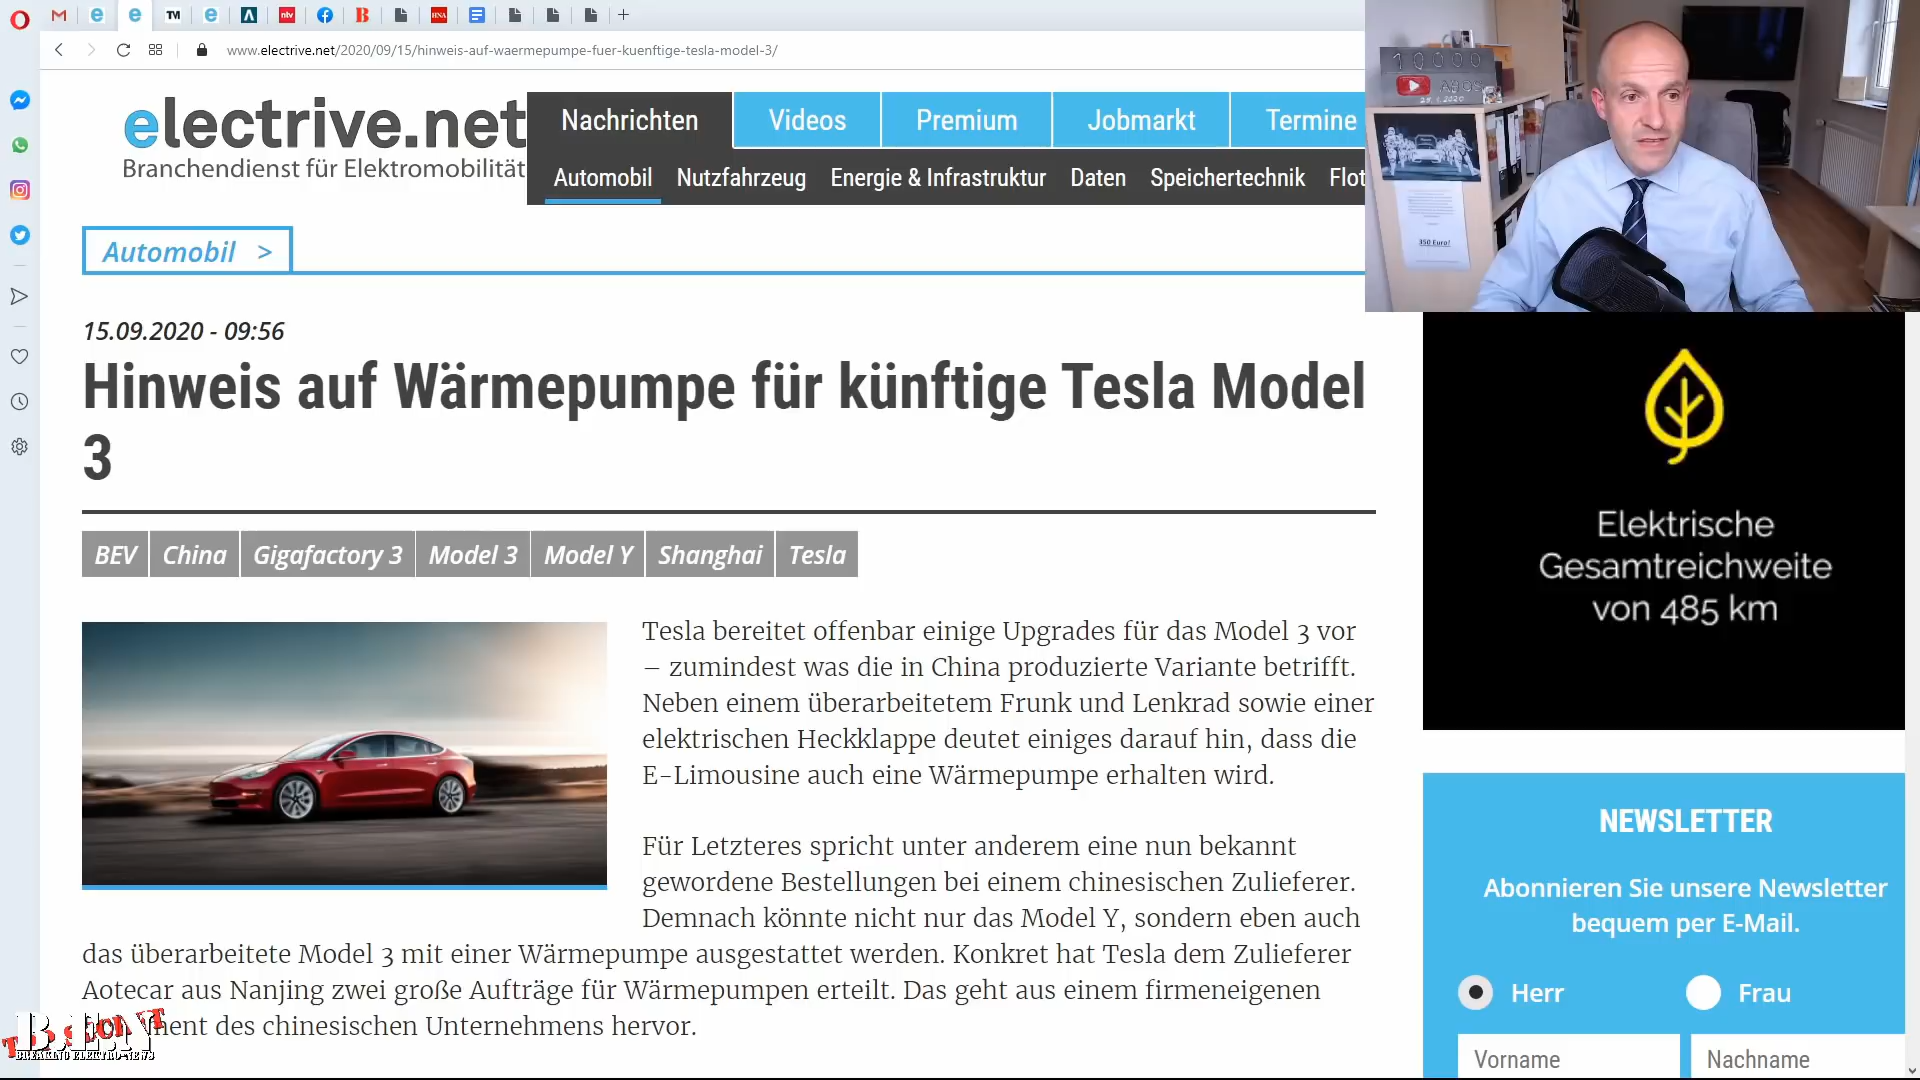 www.electrive.net/2020/09/15/hinweis-auf-waermepumpe-fuer-kuenftige-tesla-model-3/
electrive.net
Branchendienst für Elektromobilität
Nachrichten Videos Premium Jobmarkt Termine
Automobil Nutzfahrzeug Energie & Infrastruktur Daten Speichertechnik Flot
10000
350 Euro!
Automobil >
15.09.2020 - 09:56
Hinweis auf Wärmepumpe für künftige Tesla Model
3
BEV China Gigafactory 3 Model 3 Model Y Shanghai Tesla
Tesla bereitet offenbar einige Upgrades für das Model 3 vor
– zumindest was die in China produzierte Variante betrifft.
Neben einem überarbeitetem Frunk und Lenkrad sowie einer
elektrischen Heckklappe deutet einiges darauf hin, dass die
E-Limousine auch eine Wärmepumpe erhalten wird.
Für Letzteres spricht unter anderem eine nun bekannt
gewordene Bestellungen bei einem chinesischen Zulieferer.
Demnach könnte nicht nur das Model Y, sondern eben auch
das überarbeitete Model 3 mit einer Wärmepumpe ausgestattet werden. Konkret hat Tesla dem Zulieferer
Aotecar aus Nanjing zwei große Aufträge für Wärmepumpen erteilt. Das geht aus einem firmeneigenen
des chinesischen Unternehmens hervor.
BREAKING ELEKTRO-NEWS
Elektrische
Gesamtreichweite
von 485 km
NEWSLETTER
Abonnieren Sie unsere Newsletter
bequem per E-Mail.
Herr Frau
Vorname Nachname